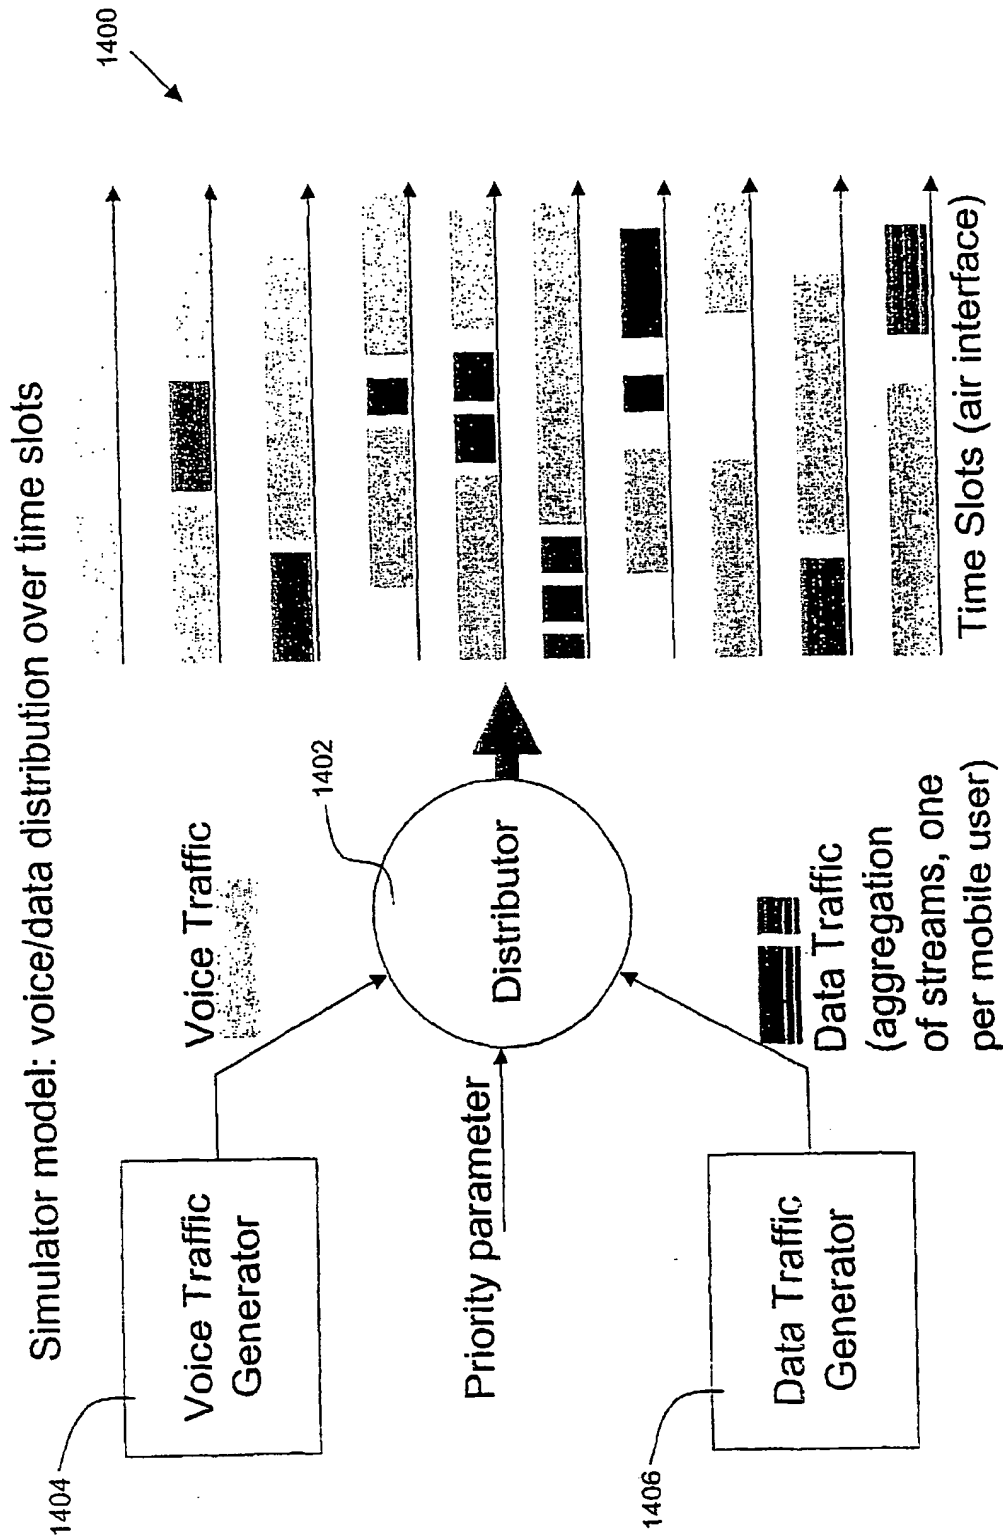 Simulator model: voice/data distribution over time slots
1400
1404
Voice Traffic
Generator
Voice Traffic
1402
Priority parameter
Distributor
1406
Data Traffic
Generator
Data Traffic
(aggregation
of streams, one
per mobile user)
Time Slots (air interface)